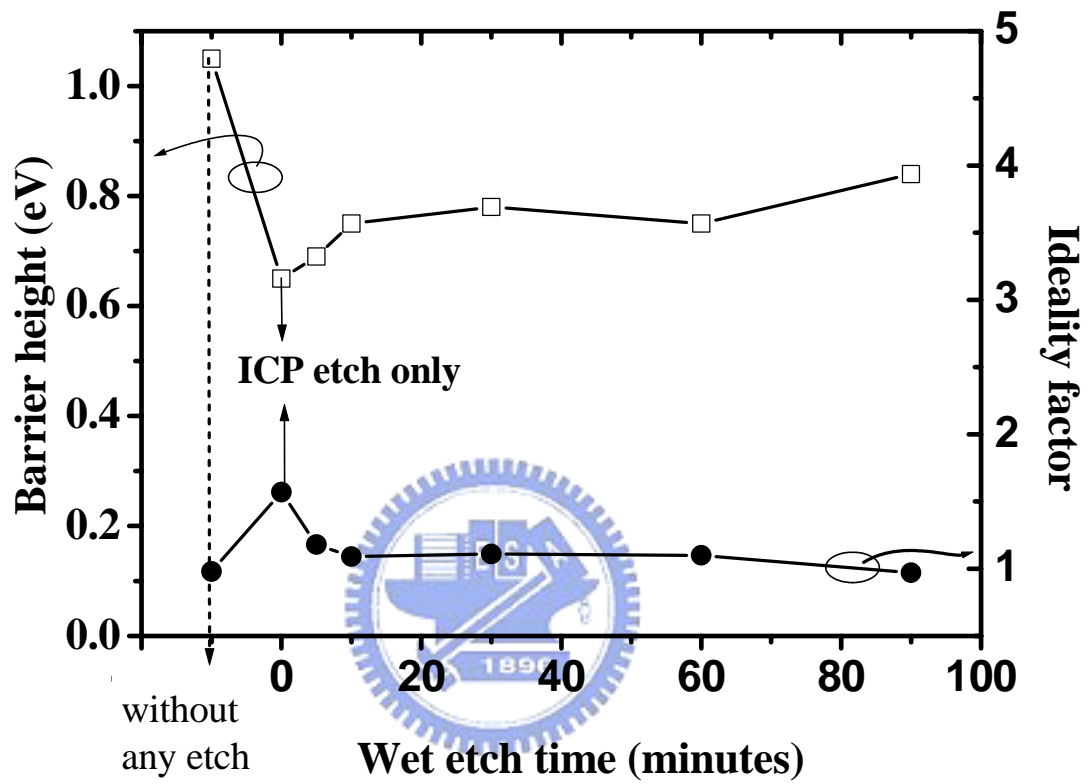 5
1.0
4
0.8
Barrier height (eV)
Ideality factor
0.6
3
ICP etch only
0.4
2
0.2
ES
1
0.0
1896
0
20
40
60
80
100
without
any etch
Wet etch time (minutes)